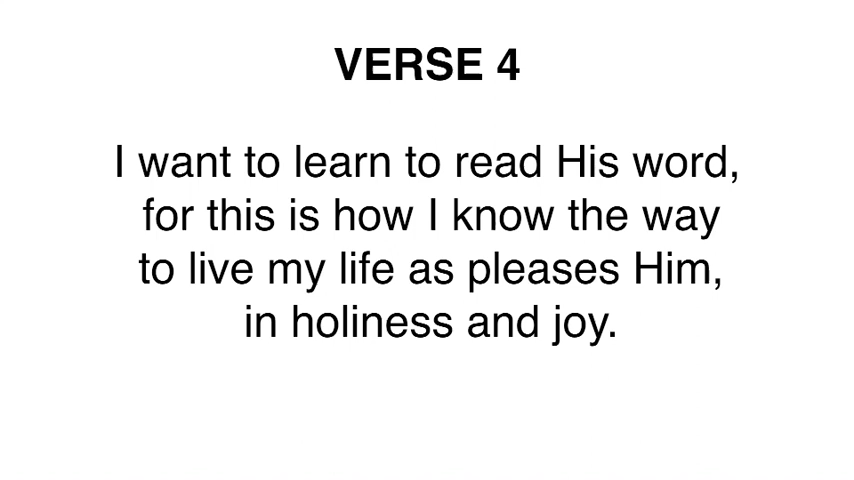 VERSE 4
I want to learn to read His word,
for this is how I know the way
to live my life as pleases Him,
in holiness and joy.